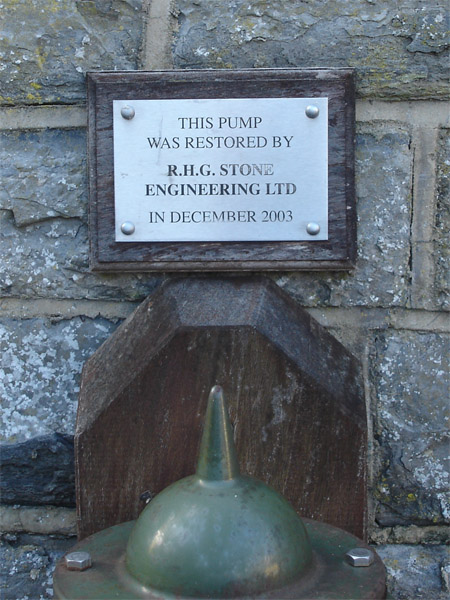 THIS PUMP
WAS RESTORED BY
R.H.G. STONE
ENGINEERING LTD
IN DECEMBER 2003